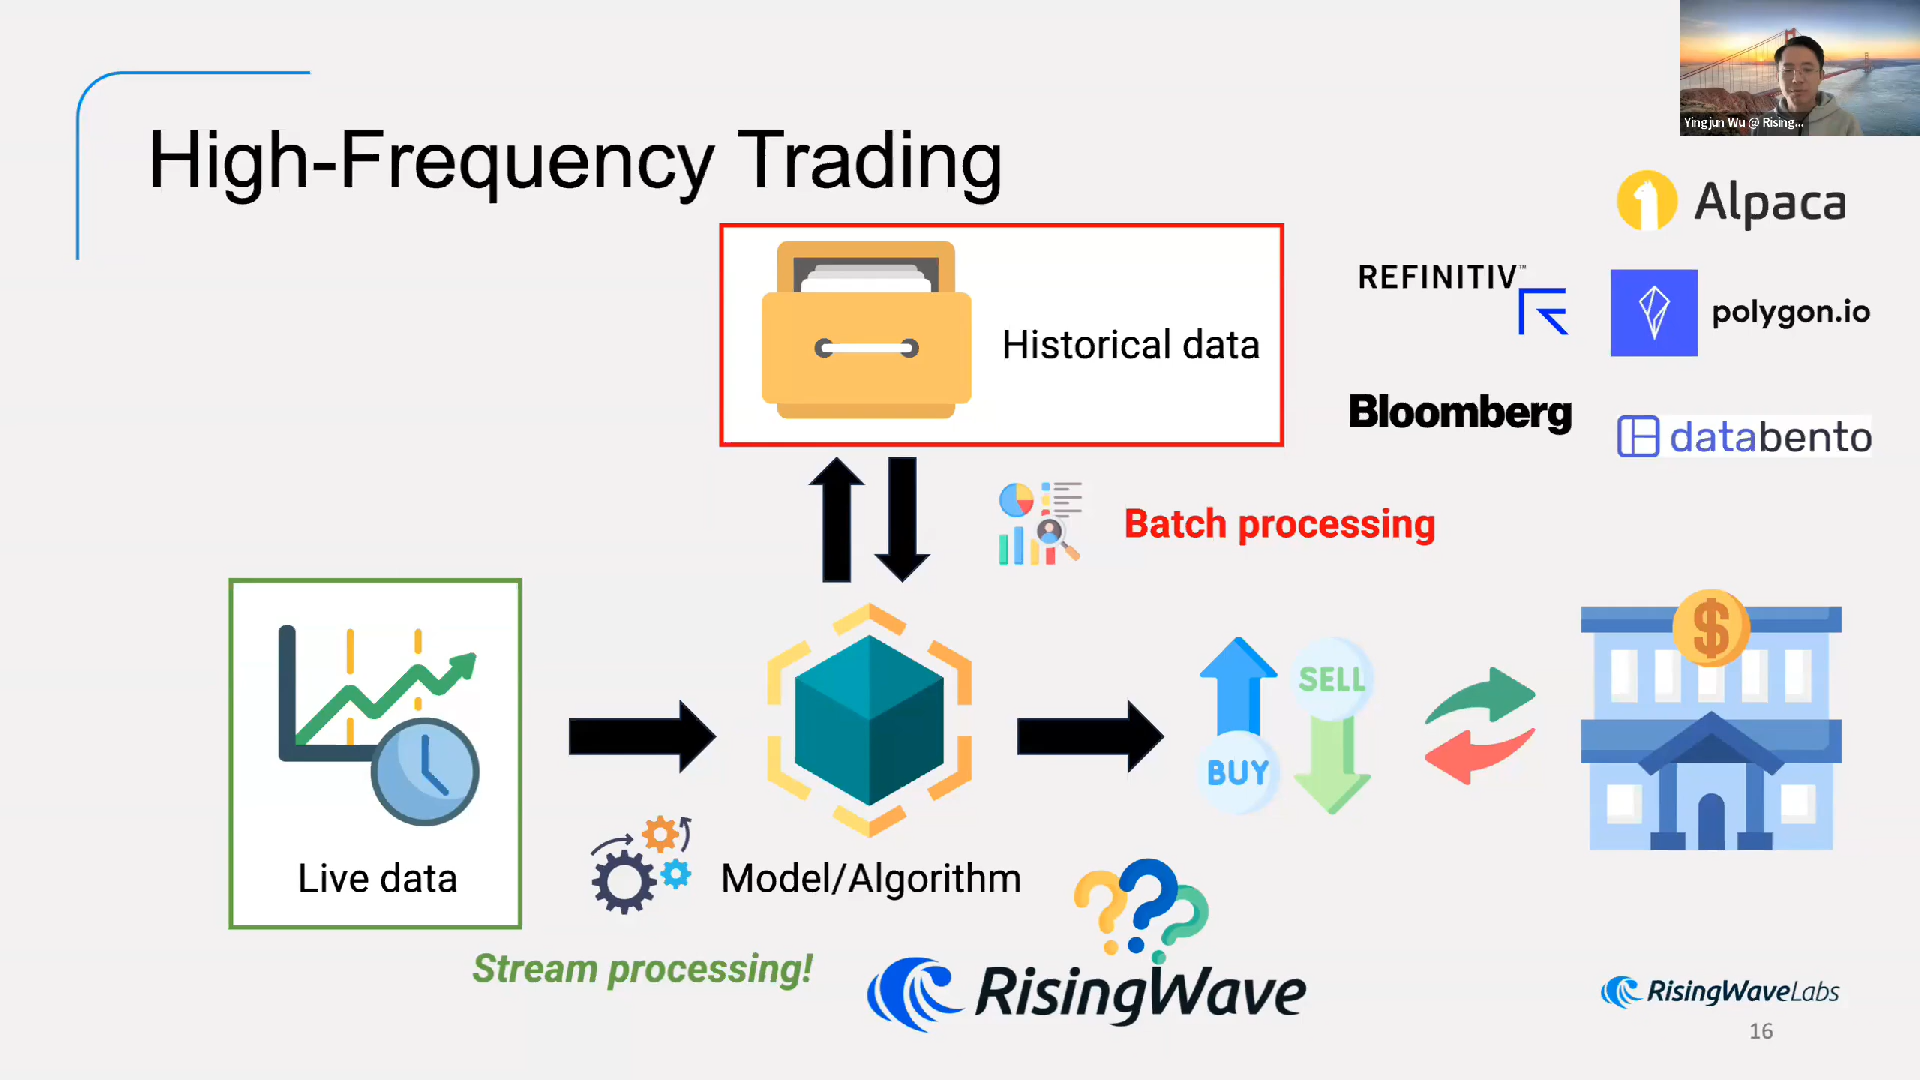 Yingjun Wu @ Rising...
High-Frequency Trading
Alpaca
REFINITIV™
polygon.io
Historical data
Bloomberg
databento
Batch processing
$
SELL
BUY
Live data
Model/Algorithm
???
Stream processing!
RisingWave
RisingWaveLabs
16